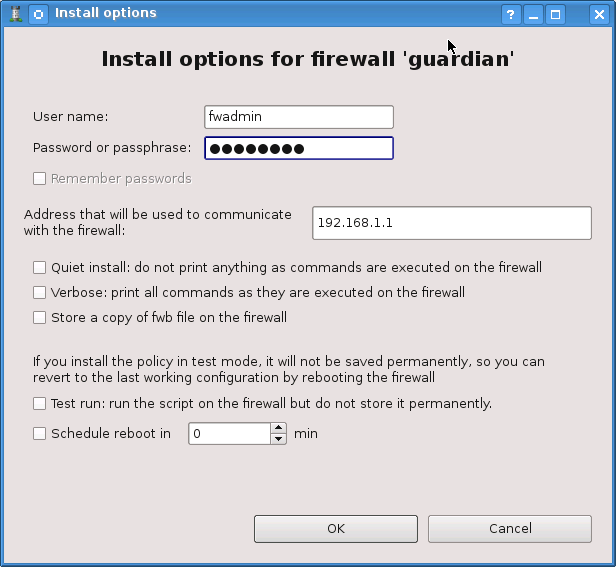 Install options
?
Install options for firewall 'guardian'
User name:
fwadmin
Password or passphrase:
●●●●●●●●
Remember passwords
Address that will be used to communicate
with the firewall:
192.168.1.1
Quiet install: do not print anything as commands are executed on the firewall
Verbose: print all commands as they are executed on the firewall
Store a copy of fwb file on the firewall
If you install the policy in test mode, it will not be saved permanently, so you can
revert to the last working configuration by rebooting the firewall
Test run: run the script on the firewall but do not store it permanently.
Schedule reboot in 0 min
OK Cancel